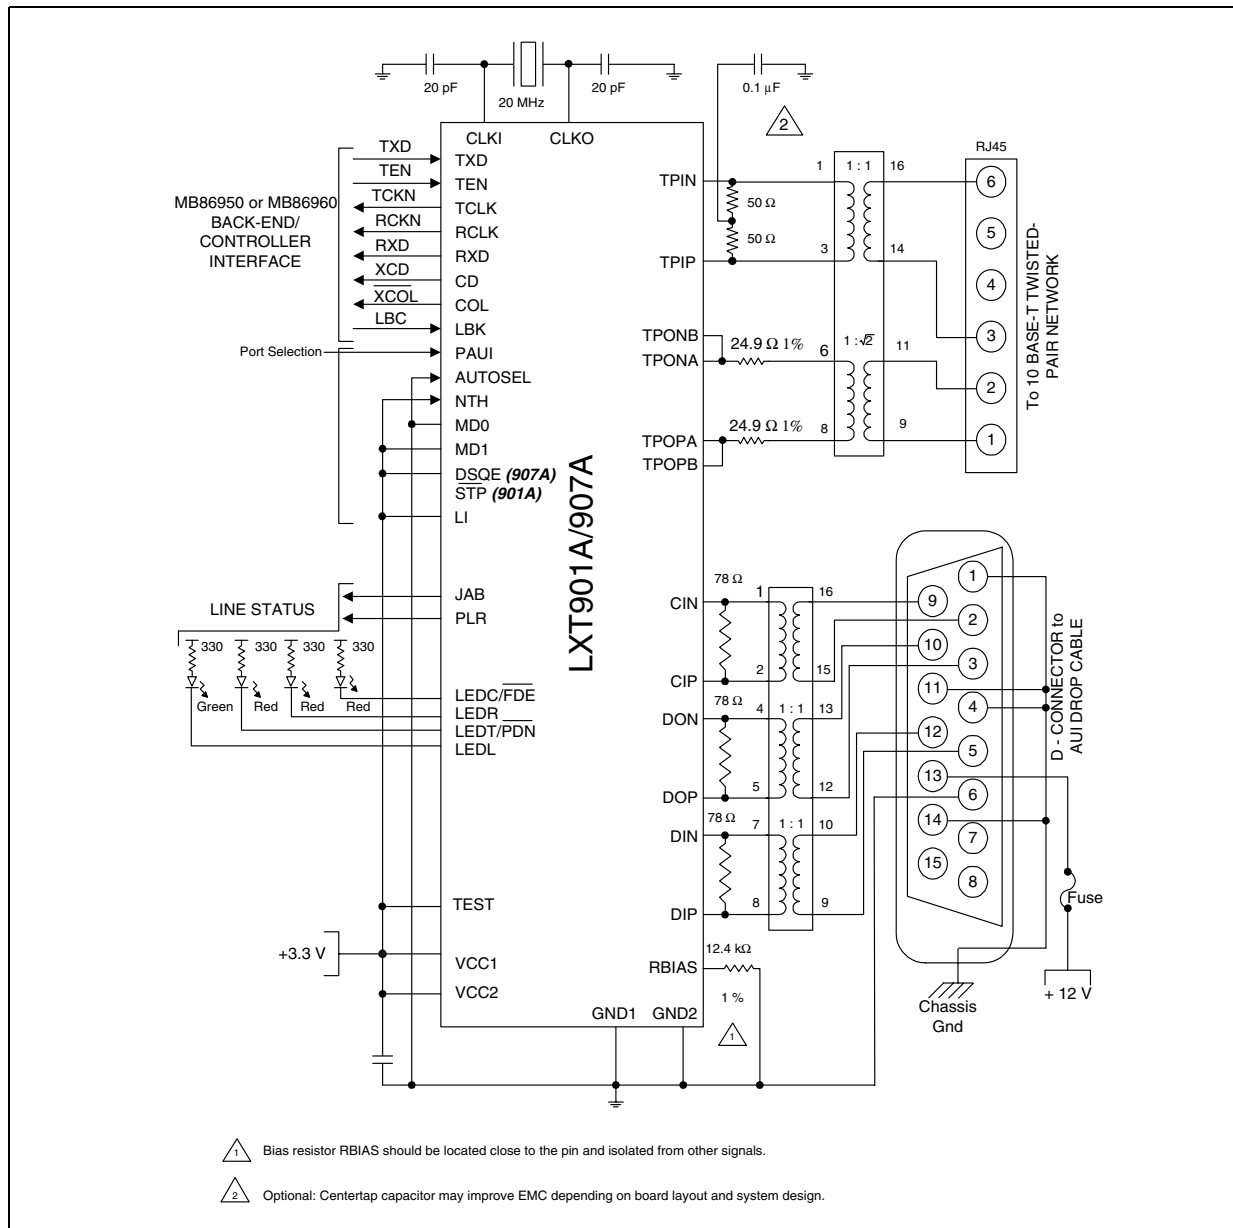 20 pF
20 MHz
20 pF
0.1 μF
2
CLKI
CLKO
RJ45
TXD
TXD
TEN
TEN
TCKN
TCLK
RCKN
RCLK
RXD
RXD
XCD
CD
XCOL
COL
LBC
LBK
MB86950 or MB86960
BACK-END/
CONTROLLER
INTERFACE
Port Selection
PAUI
AUTOSEL
NTH
MD0
MD1
DSQE (907A)
STP (901A)
LI
LXT901A/907A
TPIN
50 Ω
50 Ω
TPIP
1
1 : 1
16
3
14
TPONB
TPONA
24.9 Ω 1%
6
1 : √2
11
TPOPA
TPOPB
24.9 Ω 1%
8
9
6
5
4
3
2
1
To 10 BASE-T TWISTED-
PAIR NETWORK
LINE STATUS
JAB
PLR
330
330
330
330
Green
Red
Red
Red
LEDC/FDE
LEDR
LEDT/PDN
LEDL
CIN
78 Ω
1
16
CIP
2
15
DON
78 Ω
4
1 : 1
13
DOP
5
12
DIN
78 Ω
7
1 : 1
10
DIP
8
9
1
9
2
10
3
11
4
12
5
13
6
14
7
15
8
D - CONNECTOR to
AUI DROP CABLE
Fuse
+ 12 V
Chassis
Gnd
TEST
+3.3 V
VCC1
VCC2
RBIAS
12.4 kΩ
1 %
1
GND1
GND2
1 Bias resistor RBIAS should be located close to the pin and isolated from other signals.
2 Optional: Centertap capacitor may improve EMC depending on board layout and system design.